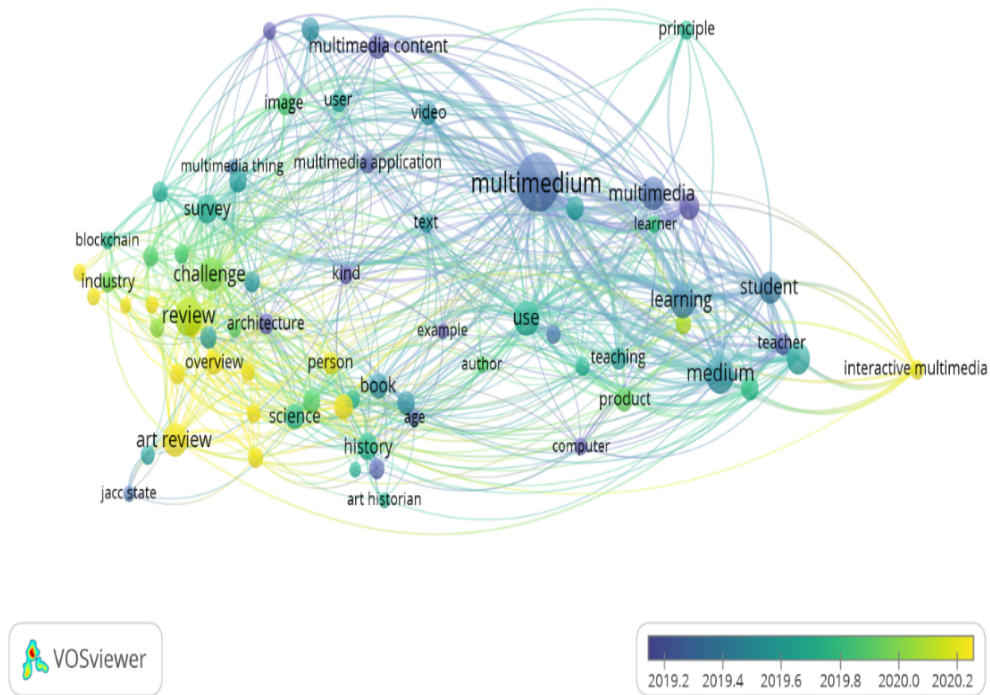 principle
multimedia content
image
user
video
multimedia thing
multimedia application
multimedium
multimedia
survey
text
learner
blockchain
challenge
kind
industry
learning
student
review
architecture
example
use
teacher
overview
person
author
teaching
medium
interactive multimedia
book
product
science
age
art review
history
computer
jacc state
art historian
VOSviewer
2019.2 2019.4 2019.6 2019.8 2020.0 2020.2